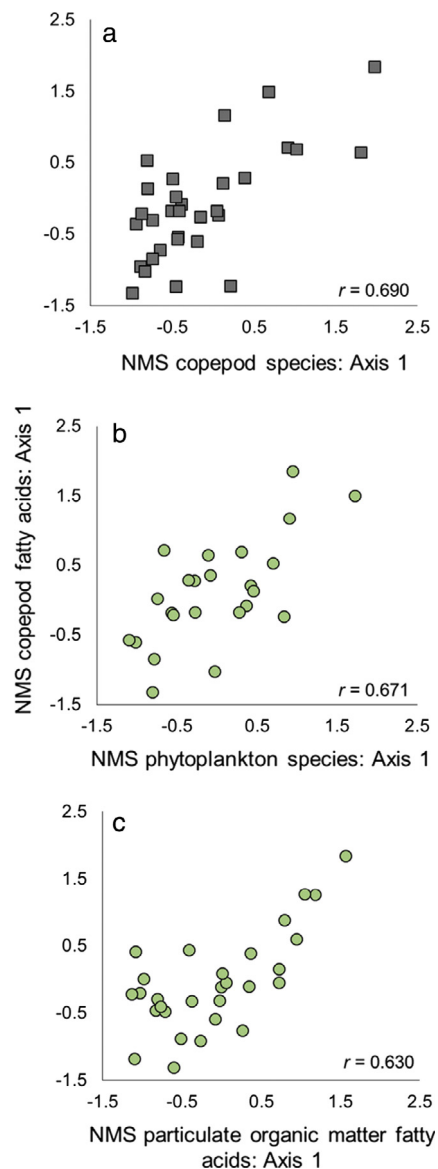 a
2.5
1.5
0.5
-0.5
-1.5
r = 0.690
-1.5 -0.5 0.5 1.5 2.5
NMS copepod species: Axis 1
NMS copepod fatty acids: Axis 1
b
2.5
1.5
0.5
-0.5
-1.5
r = 0.671
-1.5 -0.5 0.5 1.5 2.5
NMS phytoplankton species: Axis 1
c
2.5
1.5
0.5
-0.5
-1.5
r = 0.630
-1.5 -0.5 0.5 1.5 2.5
NMS particulate organic matter fatty
acids: Axis 1